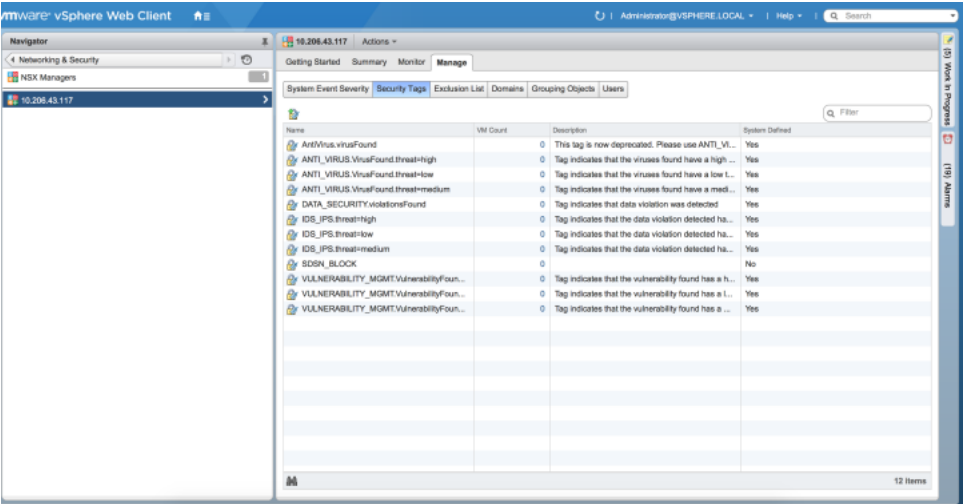 vmware® vSphere Web Client
Administrator@VSPHERE.LOCAL | Help | Search
Navigator
Networking & Security
NSX Managers 1
10.206.43.117
10.206.43.117 Actions
Getting Started Summary Monitor Manage
System Event Severity Security Tags Exclusion List Domains Grouping Objects Users
Filter
Name VM Count Description System Defined
AntiVirus.virusFound 0 This tag is now deprecated. Please use ANTI_VI... Yes
ANTI_VIRUS.VirusFound.threat=high 0 Tag indicates that the viruses found have a high ... Yes
ANTI_VIRUS.VirusFound.threat=low 0 Tag indicates that the viruses found have a low t... Yes
ANTI_VIRUS.VirusFound.threat=medium 0 Tag indicates that the viruses found have a medi... Yes
DATA_SECURITY.violationsFound 0 Tag indicates that data violation was detected Yes
IDS_IPS.threat=high 0 Tag indicates that the data violation detected ha... Yes
IDS_IPS.threat=low 0 Tag indicates that the data violation detected ha... Yes
IDS_IPS.threat=medium 0 Tag indicates that the data violation detected ha... Yes
SDSN_BLOCK 0 No
VULNERABILITY_MGMT.VulnerabilityFoun... 0 Tag indicates that the vulnerability found has a h... Yes
VULNERABILITY_MGMT.VulnerabilityFoun... 0 Tag indicates that the vulnerability found has a l... Yes
VULNERABILITY_MGMT.VulnerabilityFoun... 0 Tag indicates that the vulnerability found has a ... Yes
12 items
(5) Work In Progress
(19) Alarms